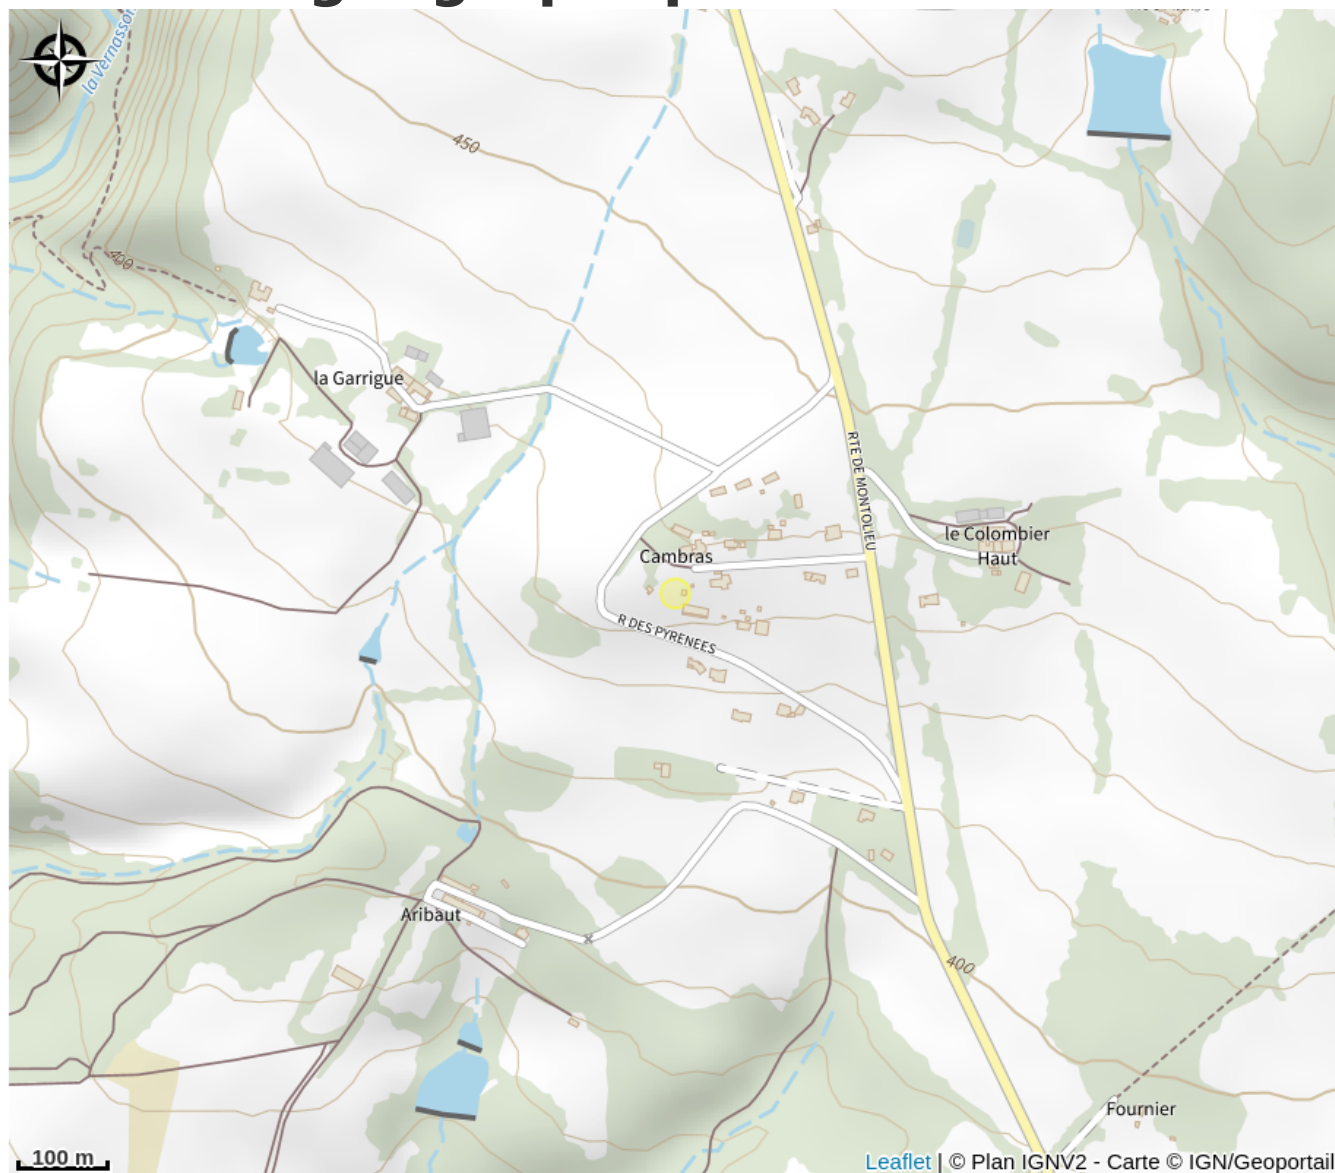 la Vernasson
450
400
la Garrigue
RTE DE MONTOLIEU
le Colombier
Haut
Cambras
R DES PYRENEES
Aribaut
400
Fournier
100 m
Leaflet | © Plan IGNV2 - Carte © IGN/Geoportail